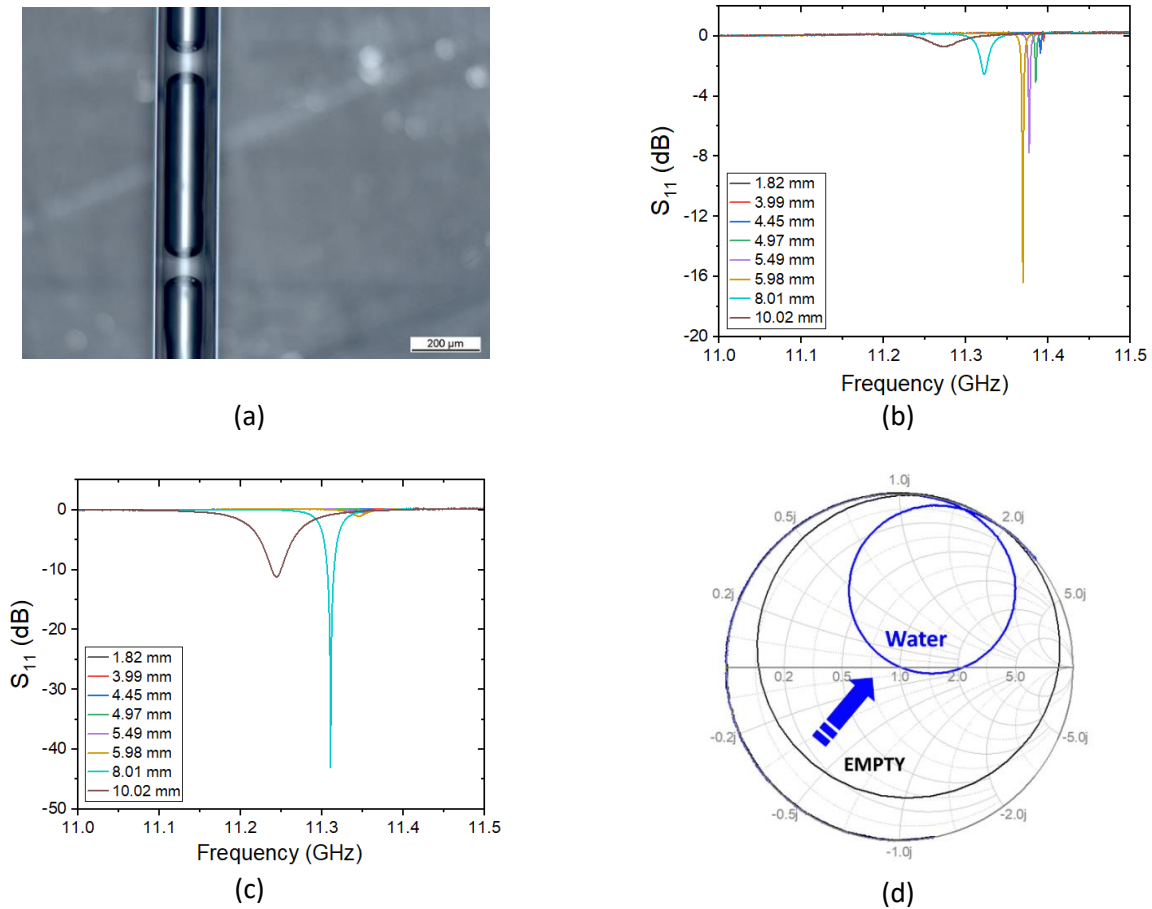 200 μm
(a)
0
-4
-8
-12
-16
-20
S11 (dB)
1.82 mm
3.99 mm
4.45 mm
4.97 mm
5.49 mm
5.98 mm
8.01 mm
10.02 mm
11.0 11.1 11.2 11.3 11.4 11.5
Frequency (GHz)
(b)
0
-10
-20
-30
-40
-50
S11 (dB)
1.82 mm
3.99 mm
4.45 mm
4.97 mm
5.49 mm
5.98 mm
8.01 mm
10.02 mm
11.0 11.1 11.2 11.3 11.4 11.5
Frequency (GHz)
(c)
1.0j
0.5j 2.0j
0.2j 5.0j
Water
0.2 0.5 1.0 2.0 5.0
-0.2j -5.0j
EMPTY
-0.5j -2.0j
-1.0j
(d)